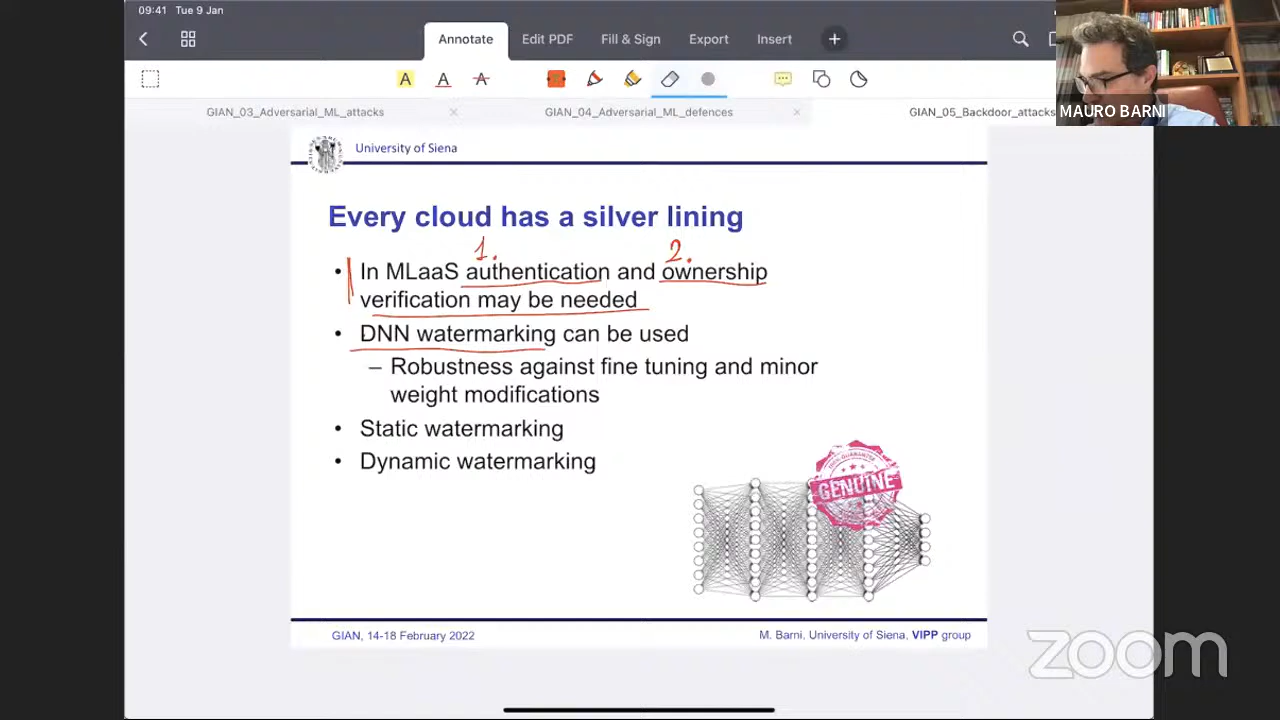 09:41 Tue 9 Jan
Annotate Edit PDF Fill & Sign Export Insert
A A A
GIAN_03_Adversarial_ML_attacks GIAN_04_Adversarial_ML_defences GIAN_05_Backdoor_attacks
MAURO BARNI
University of Siena
Every cloud has a silver lining
1. 2.
• In MLaaS authentication and ownership
verification may be needed
• DNN watermarking can be used
– Robustness against fine tuning and minor
weight modifications
• Static watermarking
• Dynamic watermarking
GENUINE
GIAN, 14-18 February 2022 M. Barni, University of Siena, VIPP group
zoom